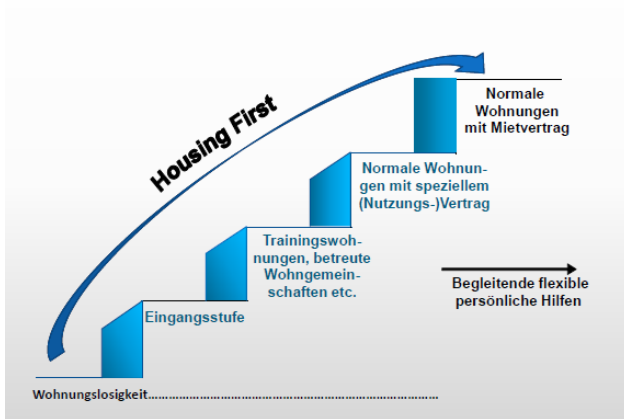 Housing First
Normale
Wohnungen
mit Mietvertrag
Normale Wohnun-
gen mit speziellem
(Nutzungs-)Vertrag
Trainingswoh-
nungen, betreute
Wohngemein-
schaften etc.
Begleitende flexible
persönliche Hilfen
Eingangsstufe
Wohnungslosigkeit……………………………………………………………